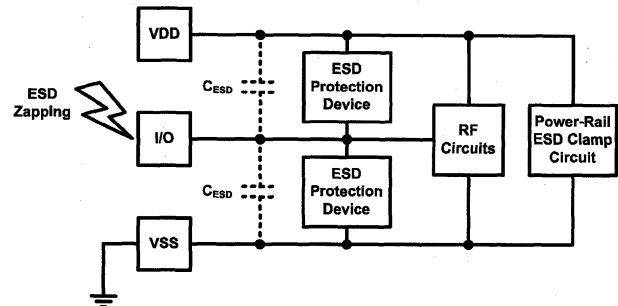 VDD
ESD
Zapping
I/O
VSS
CESD
CESD
ESD
Protection
Device
ESD
Protection
Device
RF
Circuits
Power-Rail
ESD Clamp
Circuit